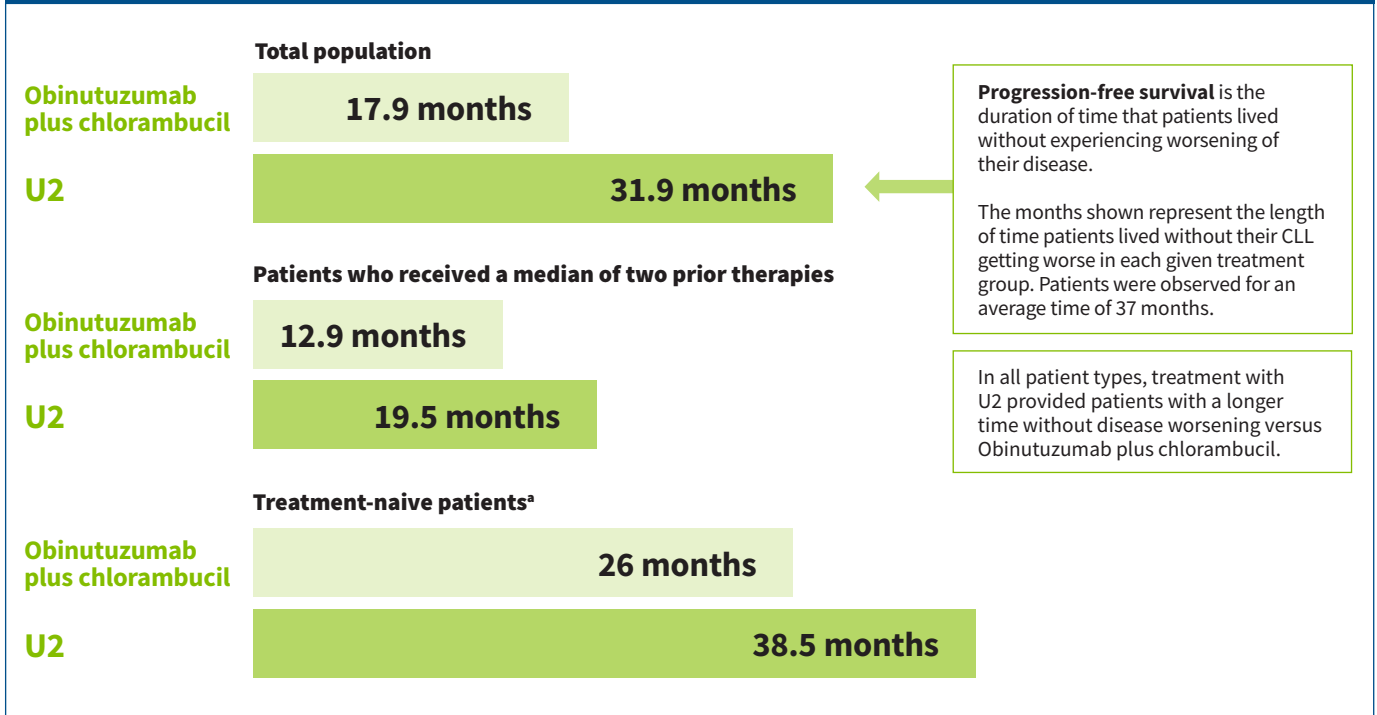 Total population
Obinutuzumab
plus chlorambucil
17.9 months
U2
31.9 months
Patients who received a median of two prior therapies
Obinutuzumab
plus chlorambucil
12.9 months
U2
19.5 months
Treatment-naive patientsᵃ
Obinutuzumab
plus chlorambucil
26 months
U2
38.5 months
Progression-free survival is the
duration of time that patients lived
without experiencing worsening of
their disease.
The months shown represent the length
of time patients lived without their CLL
getting worse in each given treatment
group. Patients were observed for an
average time of 37 months.
In all patient types, treatment with
U2 provided patients with a longer
time without disease worsening versus
Obinutuzumab plus chlorambucil.